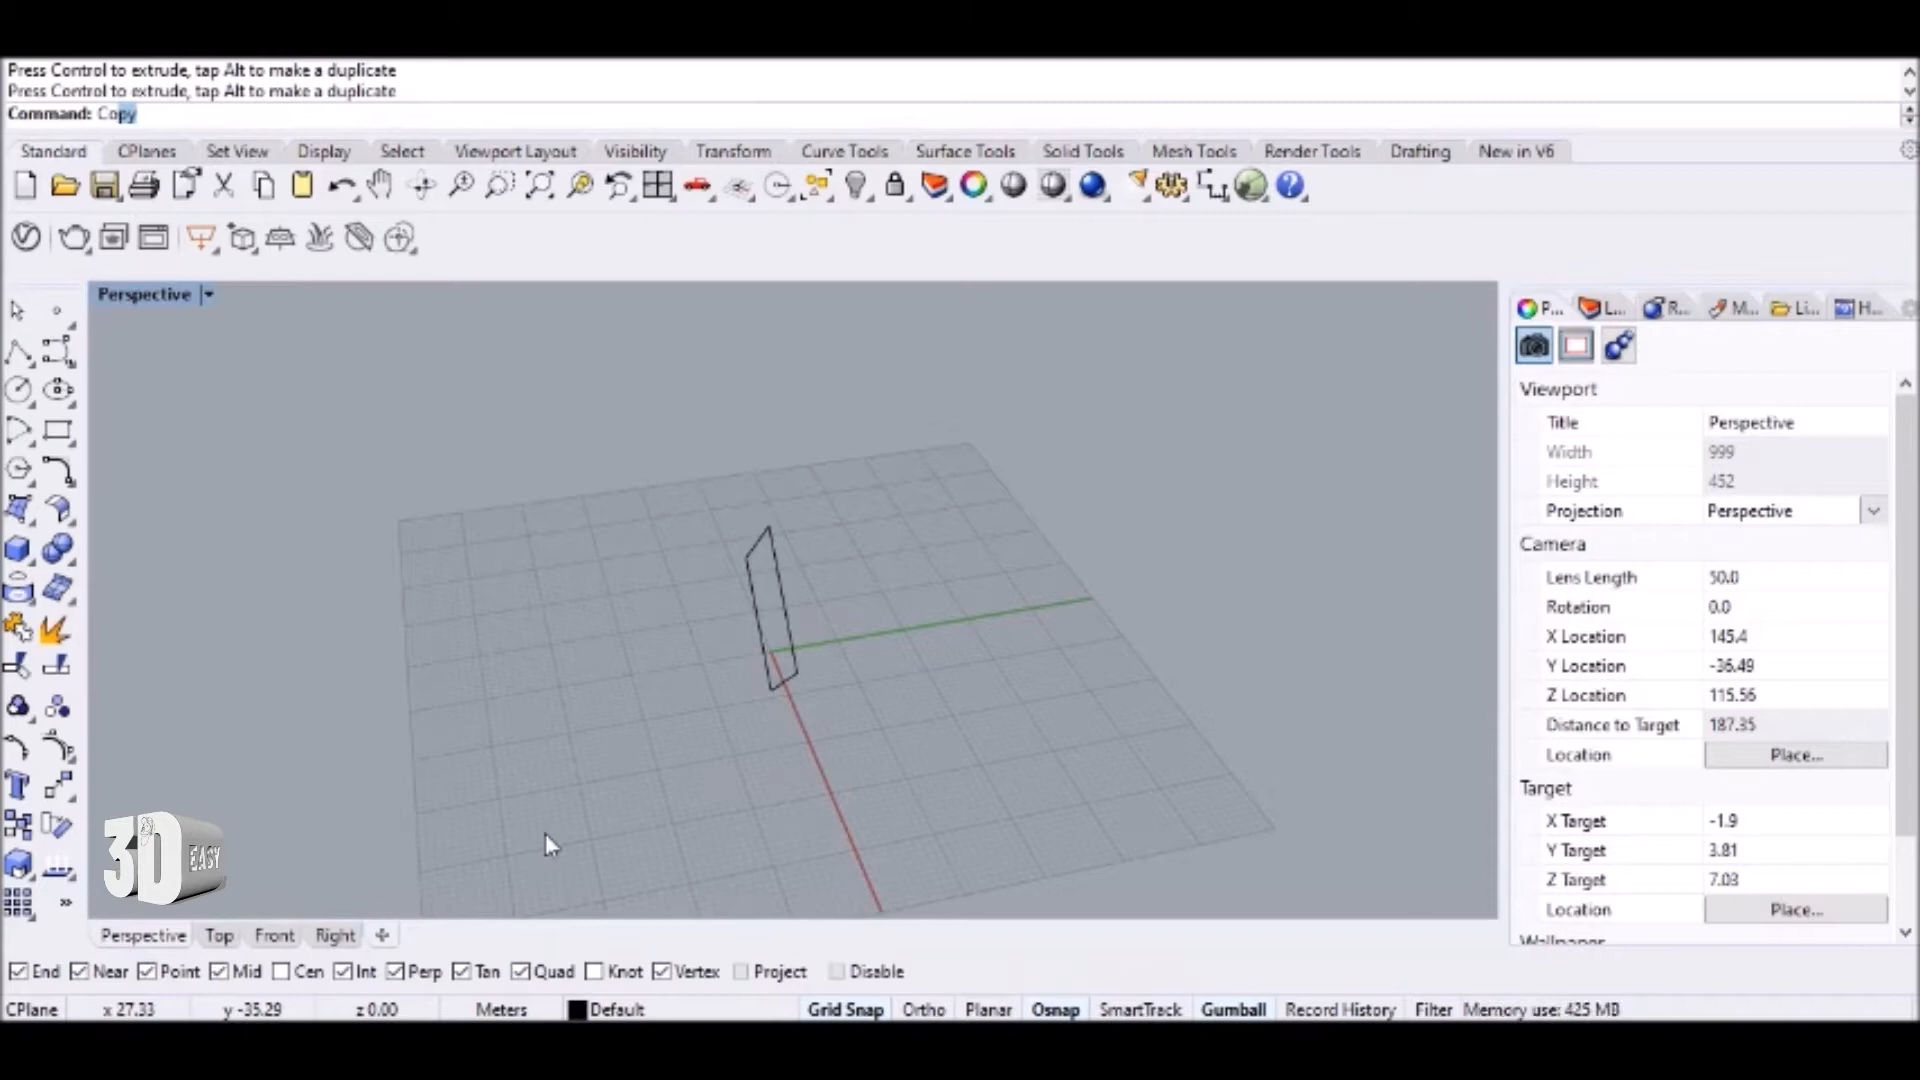 Press Control to extrude, tap Alt to make a duplicate
Press Control to extrude, tap Alt to make a duplicate
Command: Copy
Standard CPlanes Set View Display Select Viewport Layout Visibility Transform Curve Tools Surface Tools Solid Tools Mesh Tools Render Tools Drafting New in V6
Perspective
P... L... R... M... Li... H...
Viewport
Title Perspective
Width 999
Height 452
Projection Perspective
Camera
Lens Length 50.0
Rotation 0.0
X Location 145.4
Y Location -36.49
Z Location 115.56
Distance to Target 187.35
Location Place...
Target
X Target -1.9
Y Target 3.81
Z Target 7.03
Location Place...
Wallpaper
3D EASY
Perspective Top Front Right
End Near Point Mid Cen Int Perp Tan Quad Knot Vertex Project Disable
CPlane x 27.33 y -35.29 z 0.00 Meters Default Grid Snap Ortho Planar Osnap SmartTrack Gumball Record History Filter Memory use: 425 MB